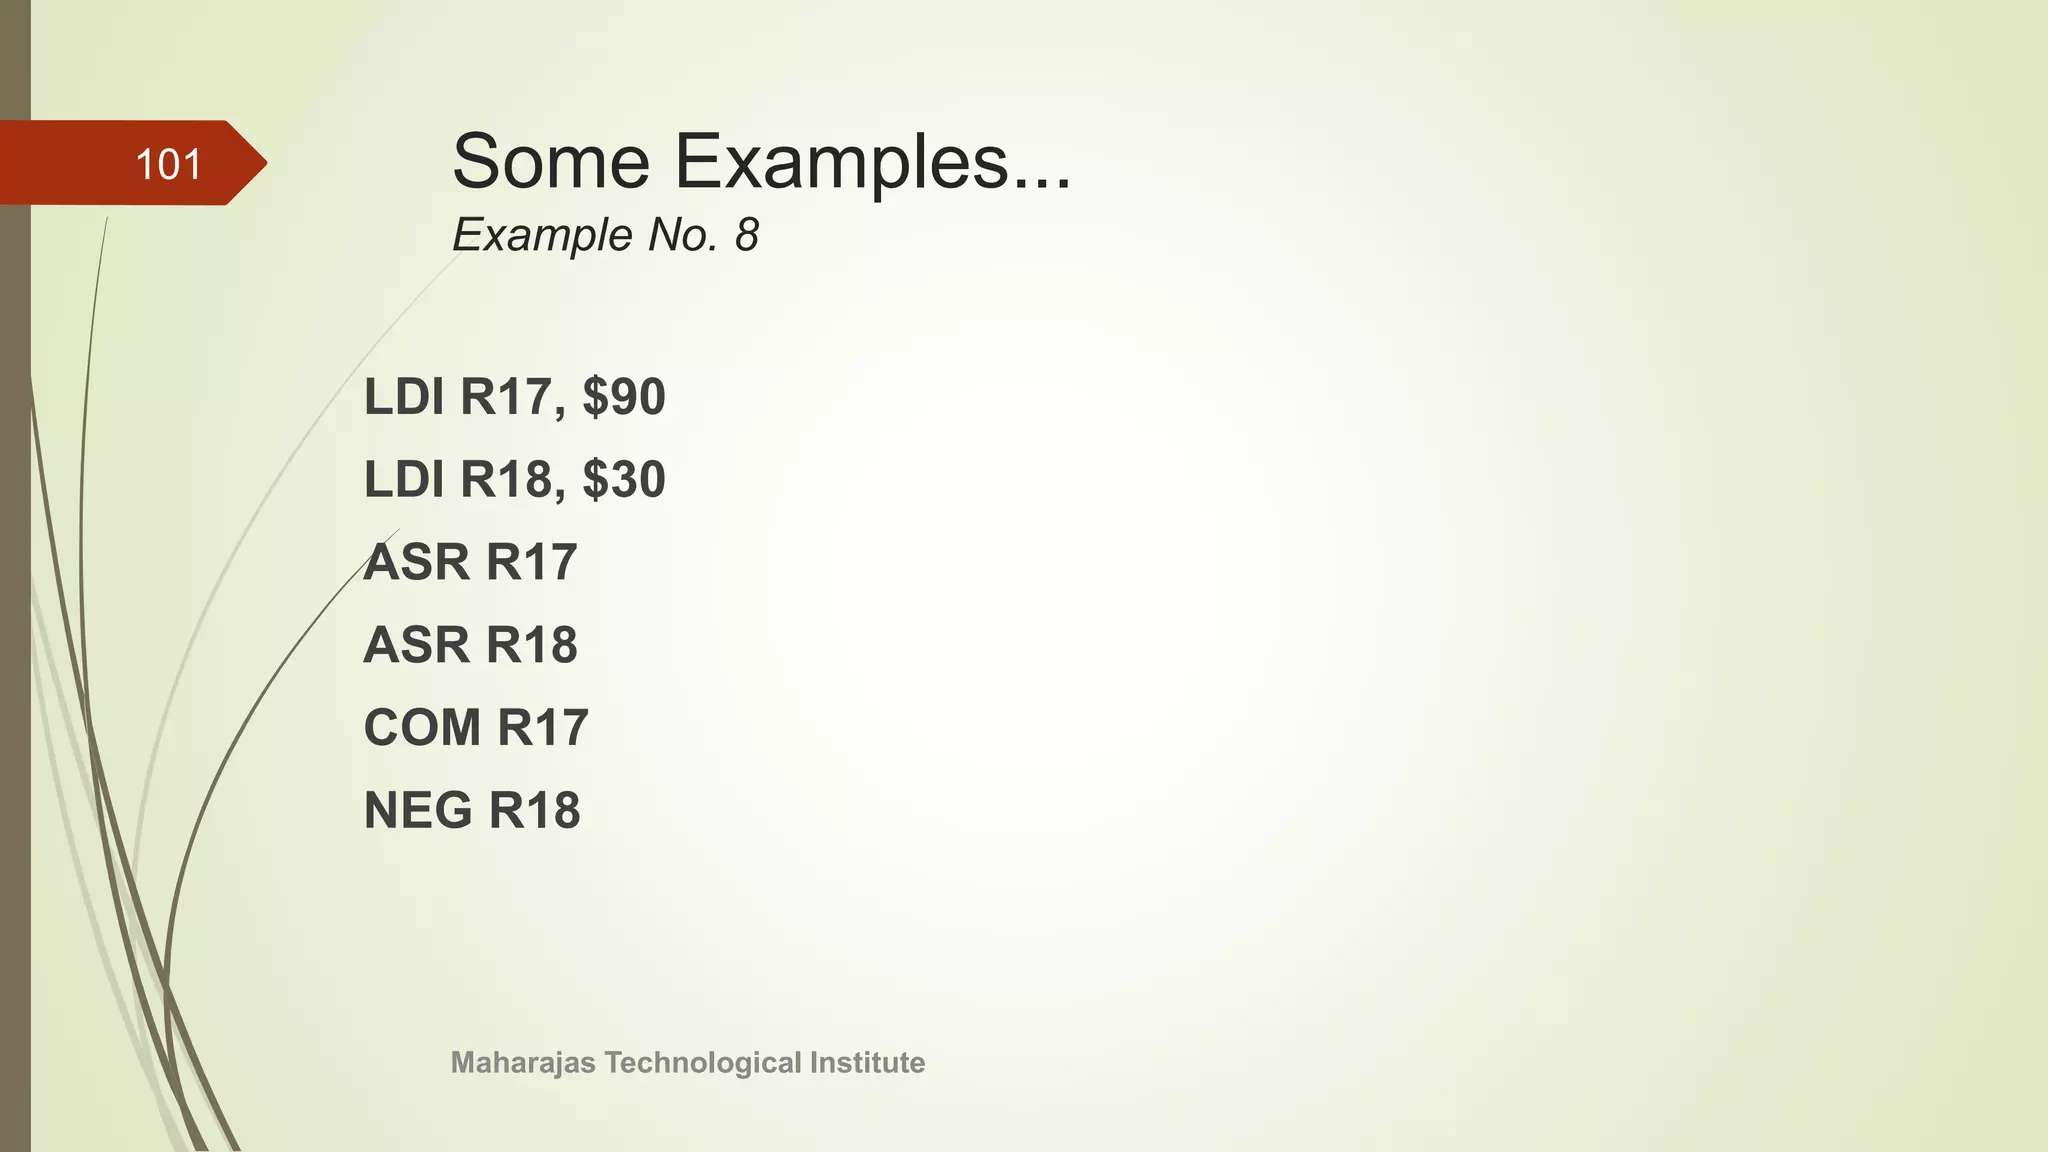 101
Some Examples...
Example No. 8
LDI R17, $90
LDI R18, $30
ASR R17
ASR R18
COM R17
NEG R18
Maharajas Technological Institute